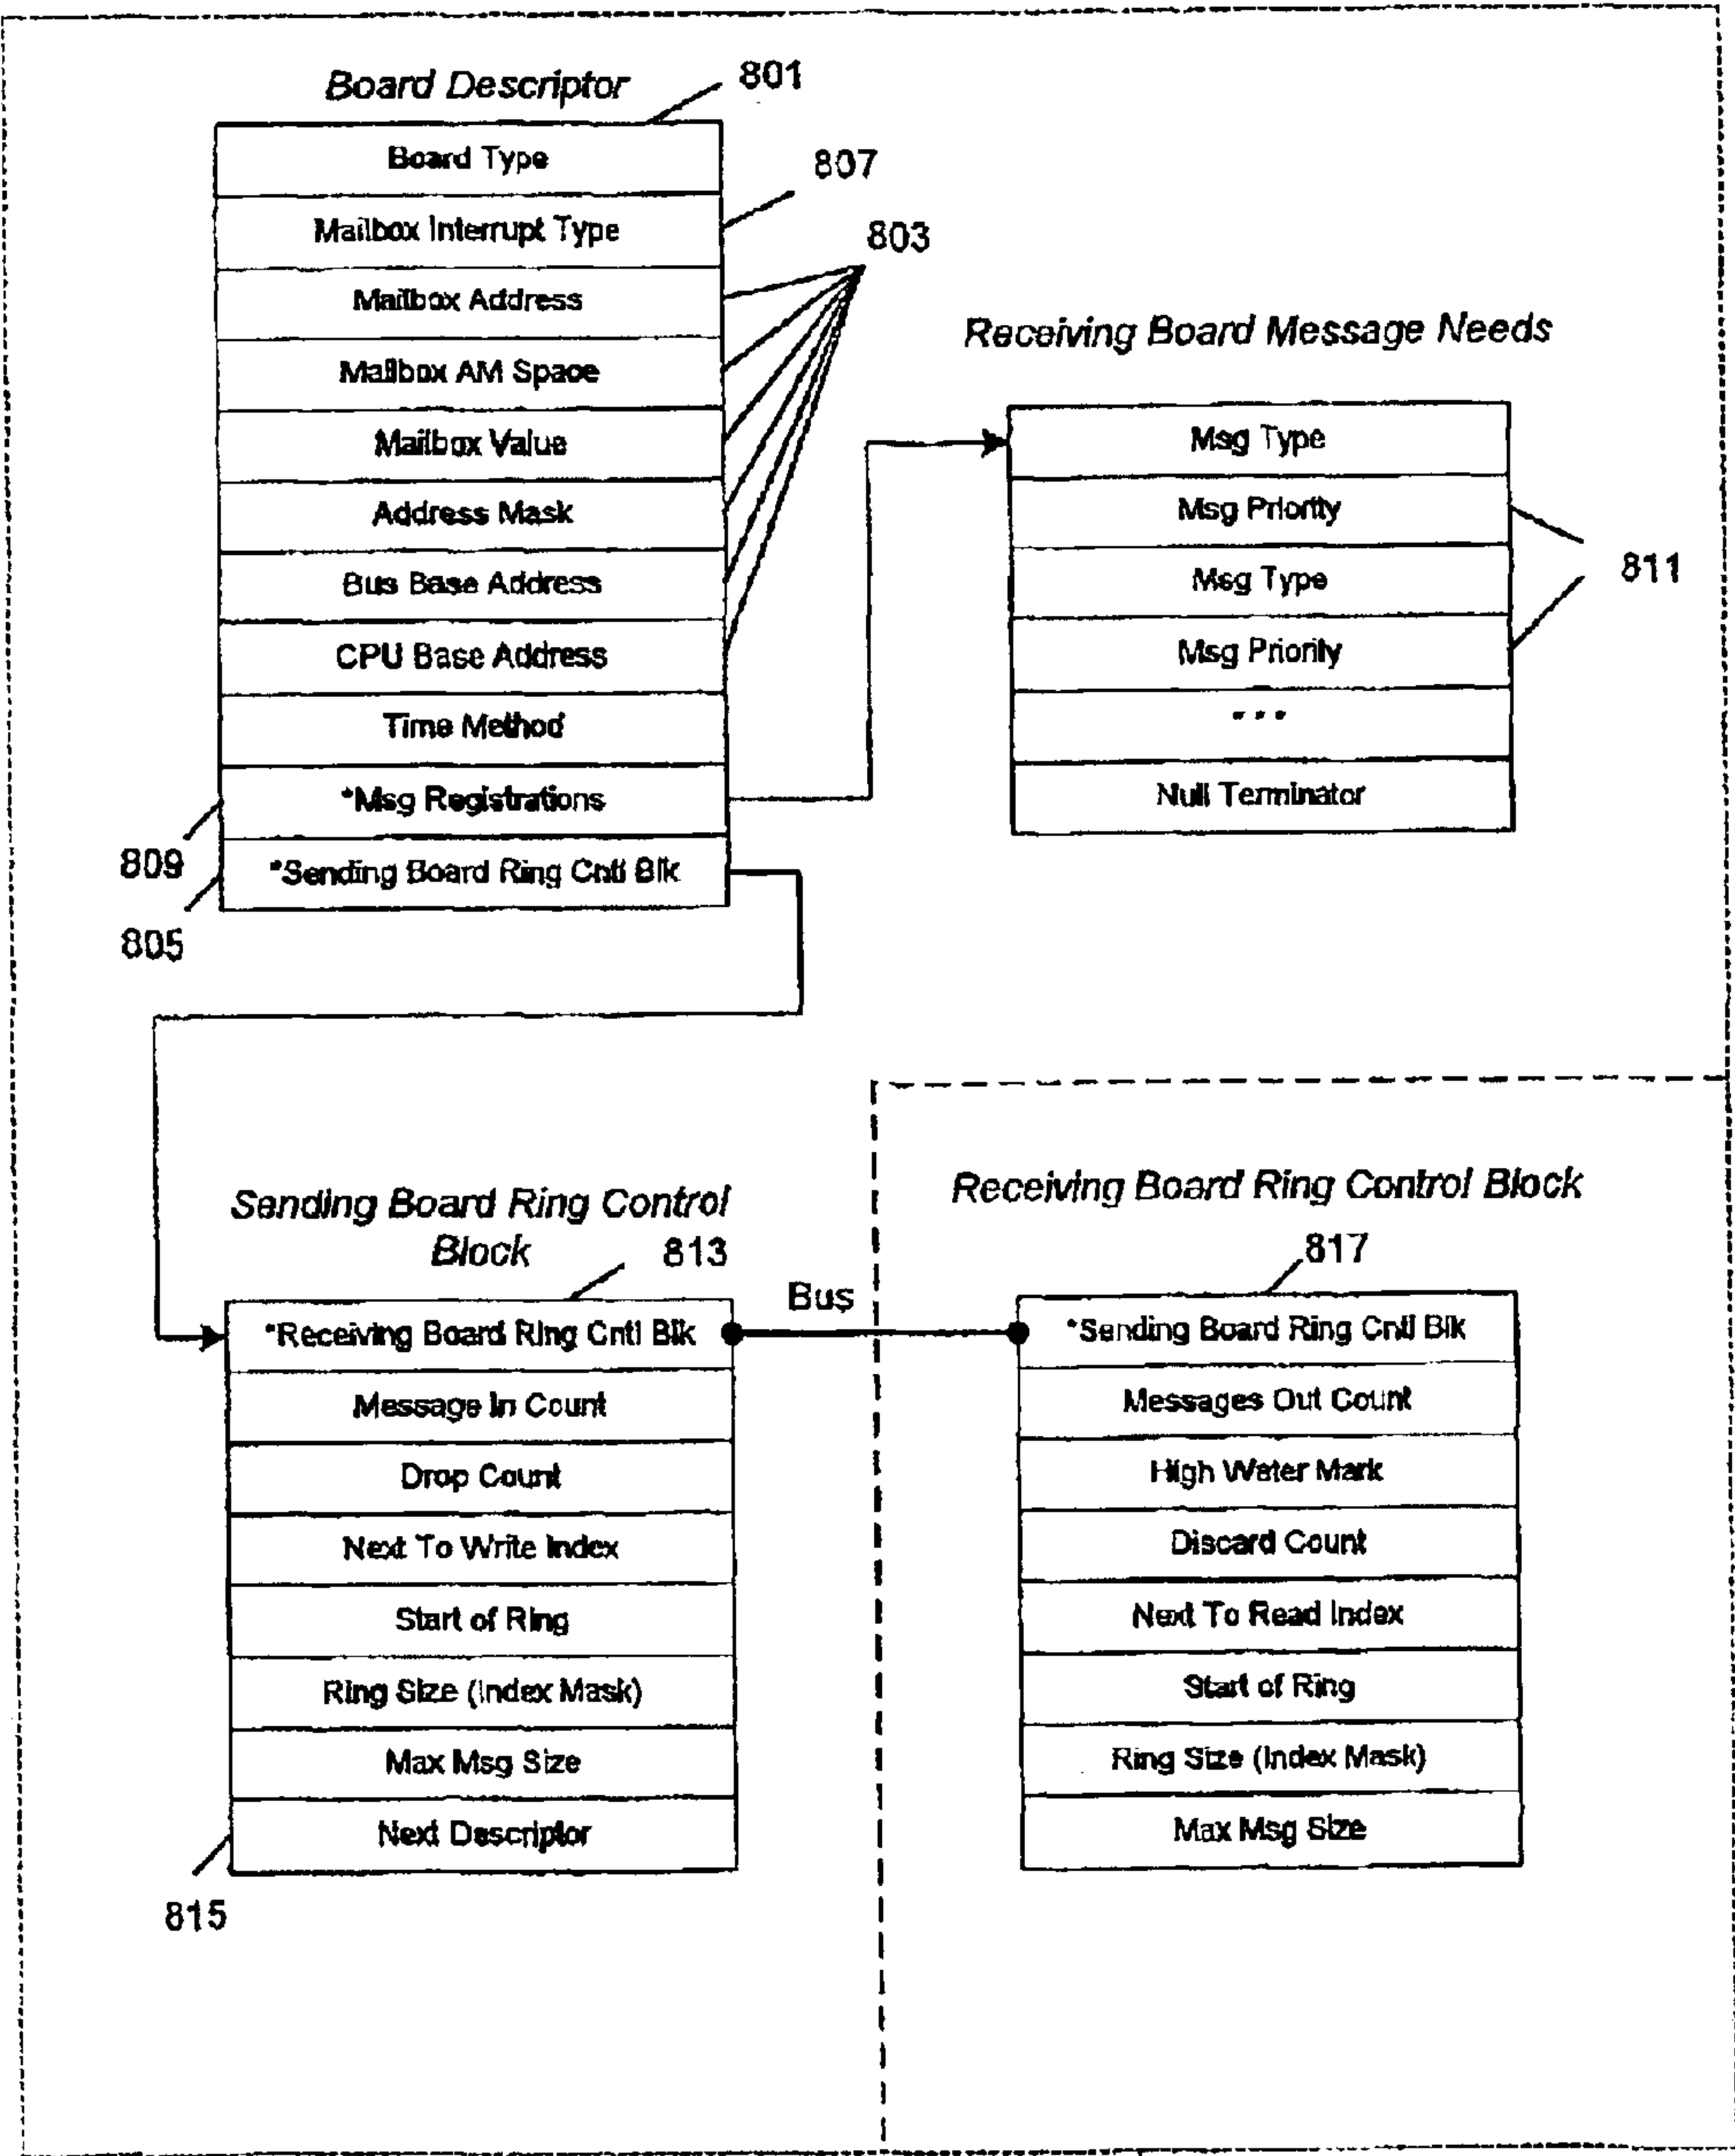 Board Descriptor
801
Board Type
807
Mailbox Interrupt Type
803
Mailbox Address
Mailbox AM Space
Mailbox Value
Address Mask
Bus Base Address
CPU Base Address
Time Method
*Msg Registrations
809
*Sending Board Ring Cntl Blk
805
Receiving Board Message Needs
Msg Type
Msg Priority
Msg Type
811
Msg Priority
...
Null Terminator
Sending Board Ring Control
Block
813
Bus
*Receiving Board Ring Cntl Blk
Message In Count
Drop Count
Next To Write Index
Start of Ring
Ring Size (Index Mask)
Max Msg Size
Next Descriptor
815
Receiving Board Ring Control Block
817
*Sending Board Ring Cntl Blk
Messages Out Count
High Water Mark
Discard Count
Next To Read Index
Start of Ring
Ring Size (Index Mask)
Max Msg Size